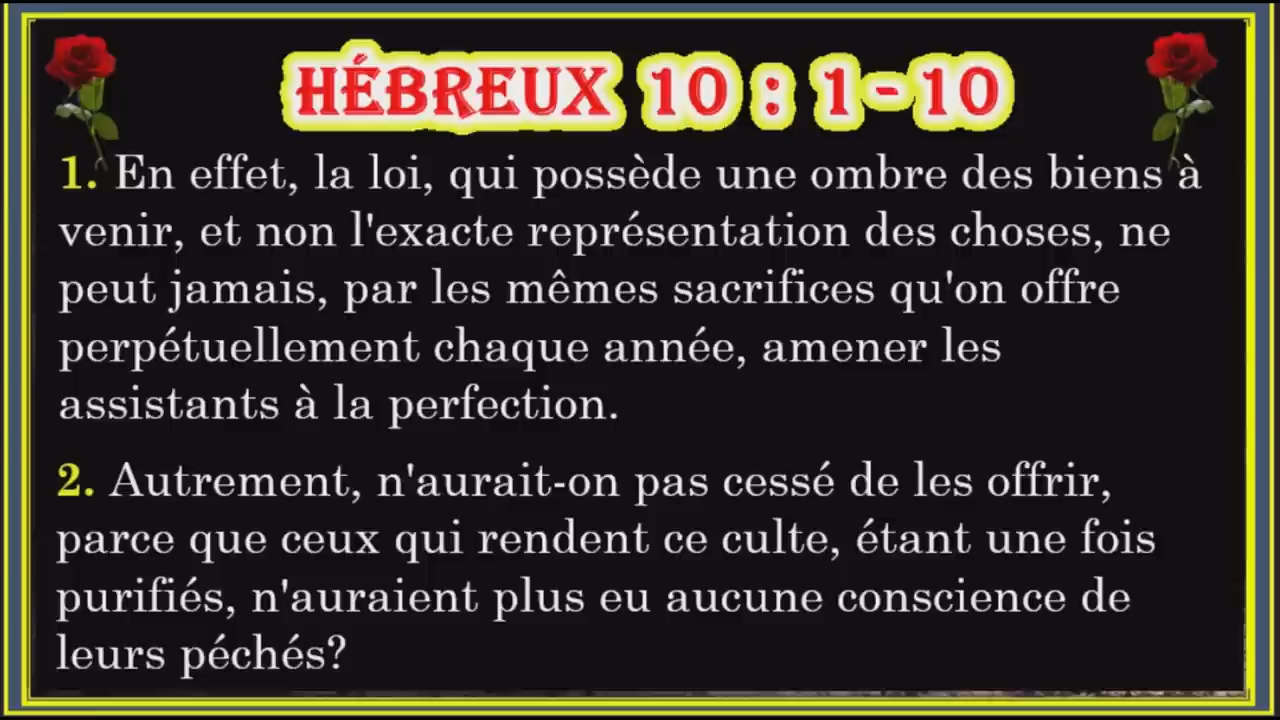 HÉBREUX 10 : 1 - 10
1. En effet, la loi, qui possède une ombre des biens à
venir, et non l'exacte représentation des choses, ne
peut jamais, par les mêmes sacrifices qu'on offre
perpétuellement chaque année, amener les
assistants à la perfection.
2. Autrement, n'aurait-on pas cessé de les offrir,
parce que ceux qui rendent ce culte, étant une fois
purifiés, n'auraient plus eu aucune conscience de
leurs péchés?